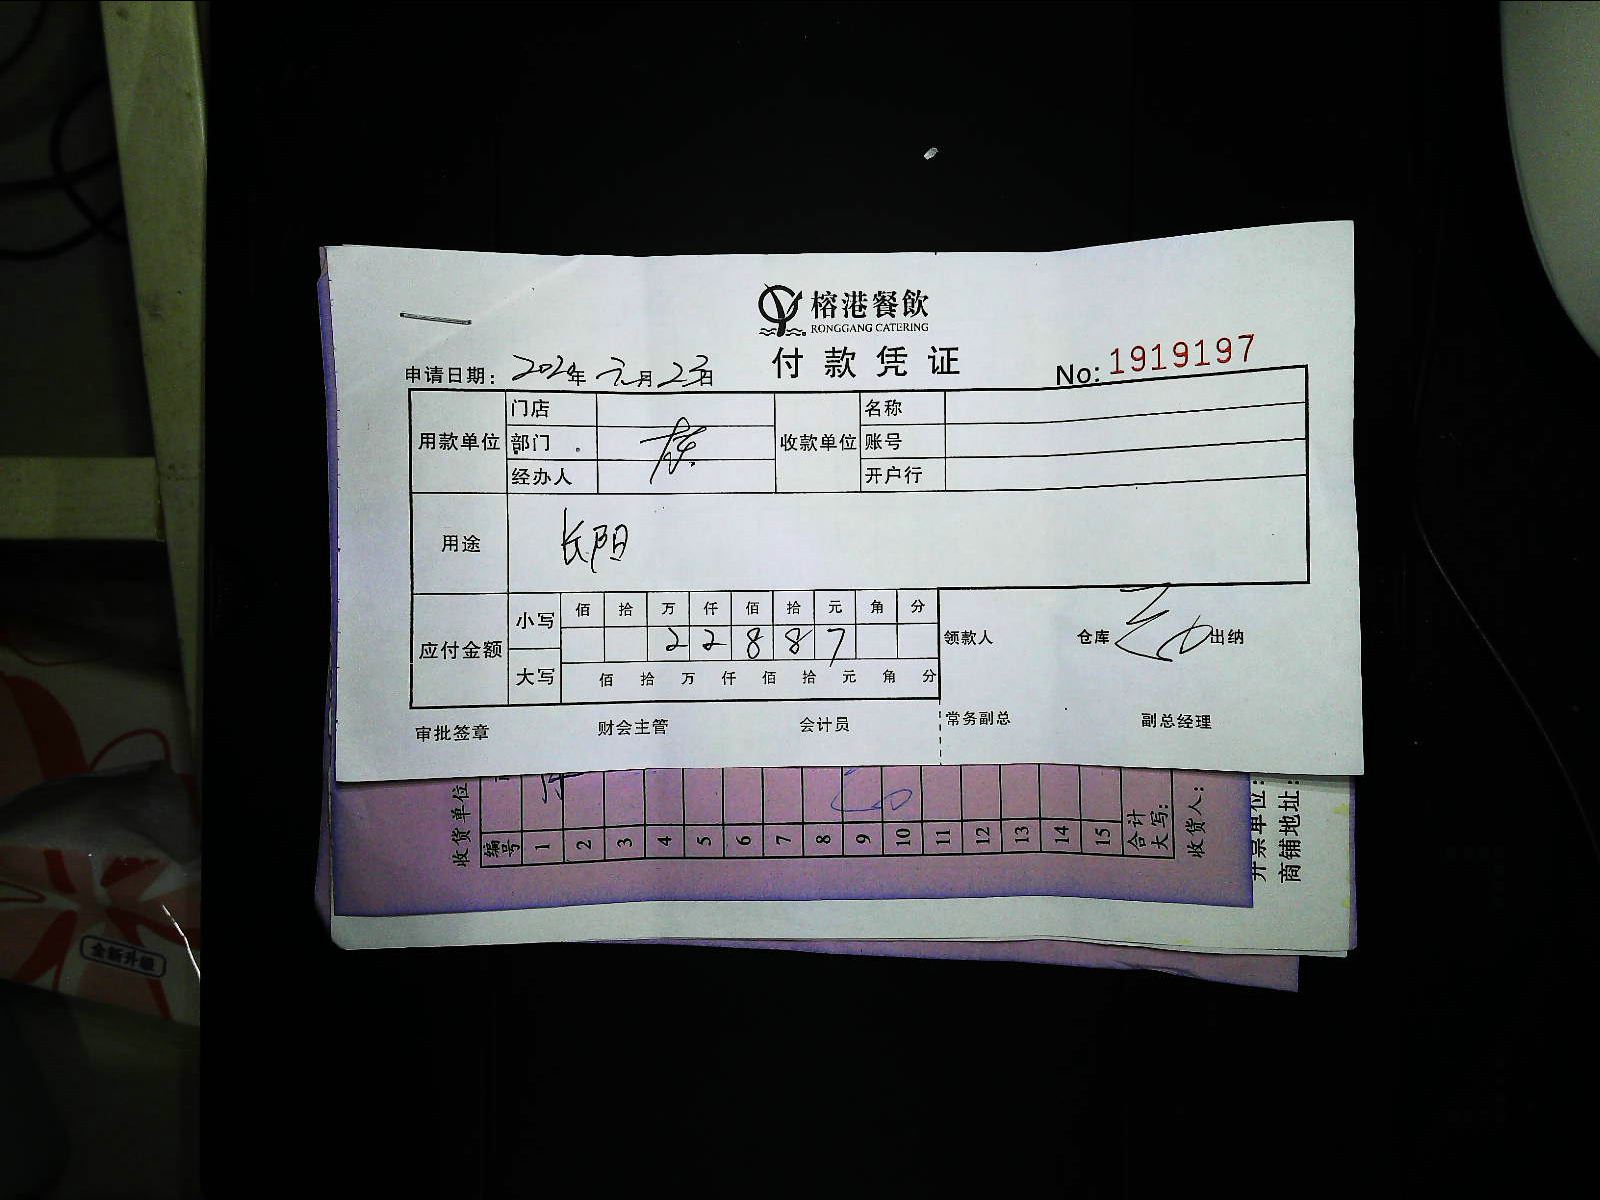 榕港餐飲
RONGGANG CATERING
付款凭证
申请日期: 2024年 元月 23日
No: 1919197
用款单位 门店 收款单位 名称
部门 账号
经办人 开户行
用途 长阳
应付金额 小写 佰 拾 万 仟 佰 拾 元 角 分
2 2 8 8 7
大写 佰 拾 万 仟 佰 拾 元 角 分
领款人 仓库 出纳
审批签章 财会主管 会计员 常务副总 副总经理
收货单位
编号 1 2 3 4 5 6 7 8 9 10 11 12 13 14 15 合计大写:
收货人:
开票单位:
商铺地址:
全新升级